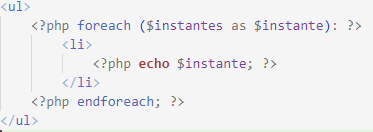 <ul>
    <?php foreach ($instantes as $instante): ?>
        <li>
            <?php echo $instante; ?>
        </li>
    <?php endforeach; ?>
</ul>